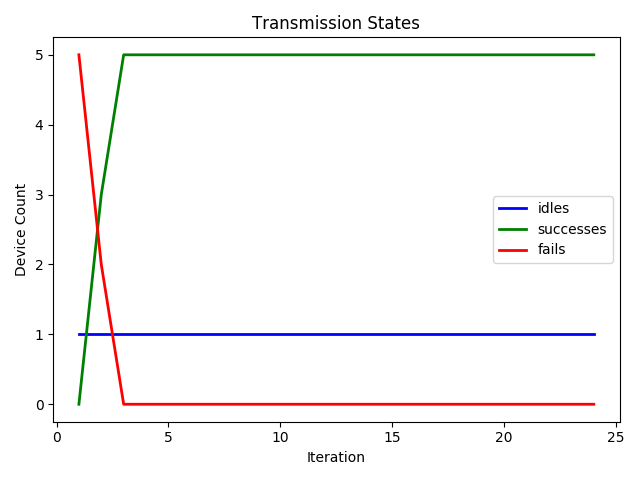 Transmission States
Device Count
5
4
3
2
1
0
idles
successes
fails
0 5 10 15 20 25
Iteration